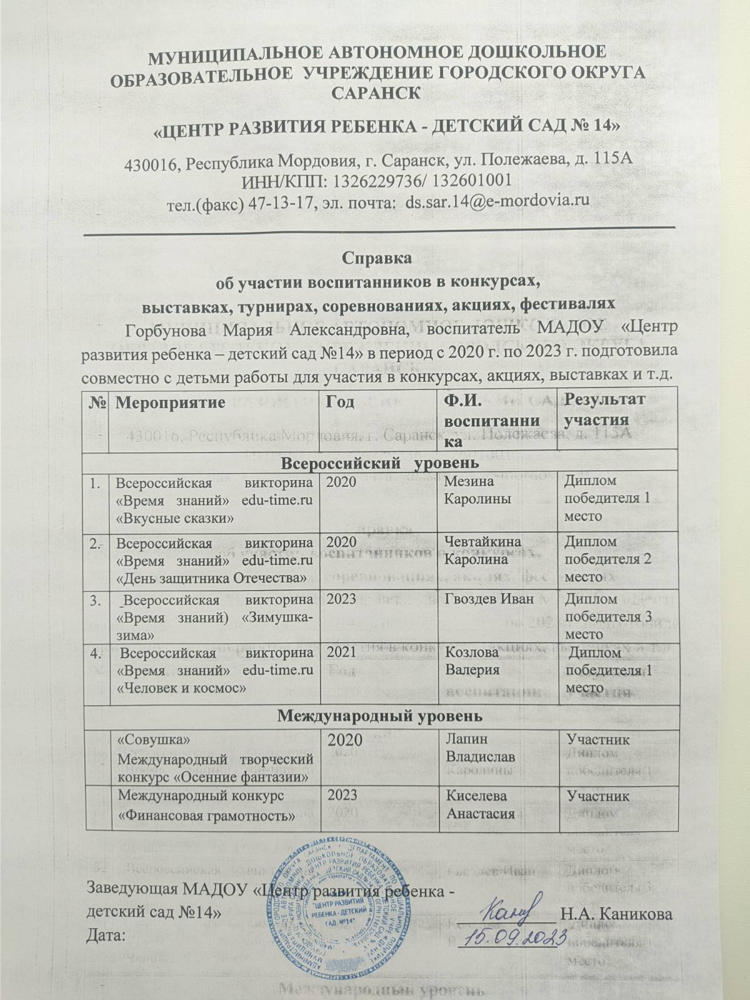 МУНИЦИПАЛЬНОЕ АВТОНОМНОЕ ДОШКОЛЬНОЕ
ОБРАЗОВАТЕЛЬНОЕ УЧРЕЖДЕНИЕ ГОРОДСКОГО ОКРУГА
САРАНСК
«ЦЕНТР РАЗВИТИЯ РЕБЕНКА - ДЕТСКИЙ САД № 14»
430016, Республика Мордовия, г. Саранск, ул. Полежаева, д. 115А
ИНН/КПП: 1326229736/ 132601001
тел.(факс) 47-13-17, эл. почта: ds.sar.14@e-mordovia.ru
Справка
об участии воспитанников в конкурсах,
выставках, турнирах, соревнованиях, акциях, фестивалях
Горбунова Мария Александровна, воспитатель МАДОУ «Центр
развития ребенка – детский сад №14» в период с 2020 г. по 2023 г. подготовила
совместно с детьми работы для участия в конкурсах, акциях, выставках и т.д.
№ Мероприятие Год Ф.И. Результат
воспитанни участия
ка
Всероссийский уровень
1. Всероссийская викторина 2020 Мезина Диплом
«Время знаний» edu-time.ru Каролины победителя 1
«Вкусные сказки» место
2. Всероссийская викторина 2020 Чевтайкина Диплом
«Время знаний» edu-time.ru Каролина победителя 2
«День защитника Отечества» место
3. Всероссийская викторина 2023 Гвоздев Иван Диплом
«Время знаний) «Зимушка- победителя 3
зима» место
4. Всероссийская викторина 2021 Козлова Диплом
«Время знаний» edu-time.ru Валерия победителя 1
«Человек и космос» место
Международный уровень
«Совушка» 2020 Лапин Участник
Международный творческий Владислав
конкурс «Осенние фантазии»
Международный конкурс 2023 Киселева Участник
«Финансовая грамотность» Анастасия
Заведующая МАДОУ «Центр развития ребенка -
детский сад №14» Н.А. Каникова
Дата: 15.09.2023
"ЦЕНТР РАЗВИТИЯ
РЕБЕНКА - ДЕТСКИЙ
САД №14"